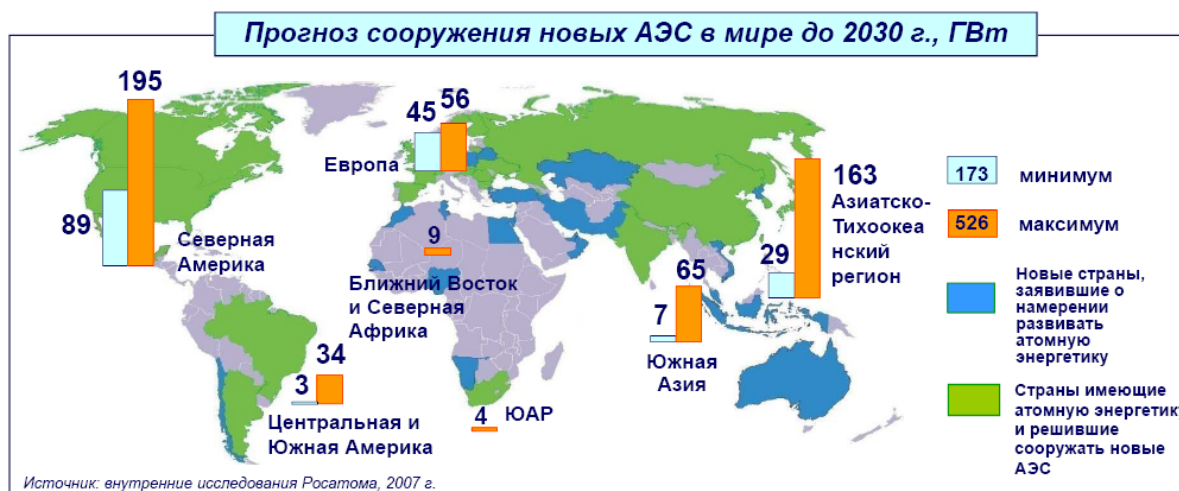 Прогноз сооружения новых АЭС в мире до 2030 г., ГВт
195
89
Северная
Америка
45
56
Европа
9
Ближний Восток
и Северная
Африка
3
34
Центральная и
Южная Америка
4
ЮАР
7
65
Южная
Азия
29
163
Азиатско-
Тихоокеа
нский
регион
173
минимум
526
максимум
Новые страны,
заявившие о
намерении
развивать
атомную
энергетику
Страны имеющие
атомную энергетику
и решившие
сооружать новые
АЭС
Источник: внутренние исследования Росатома, 2007 г.